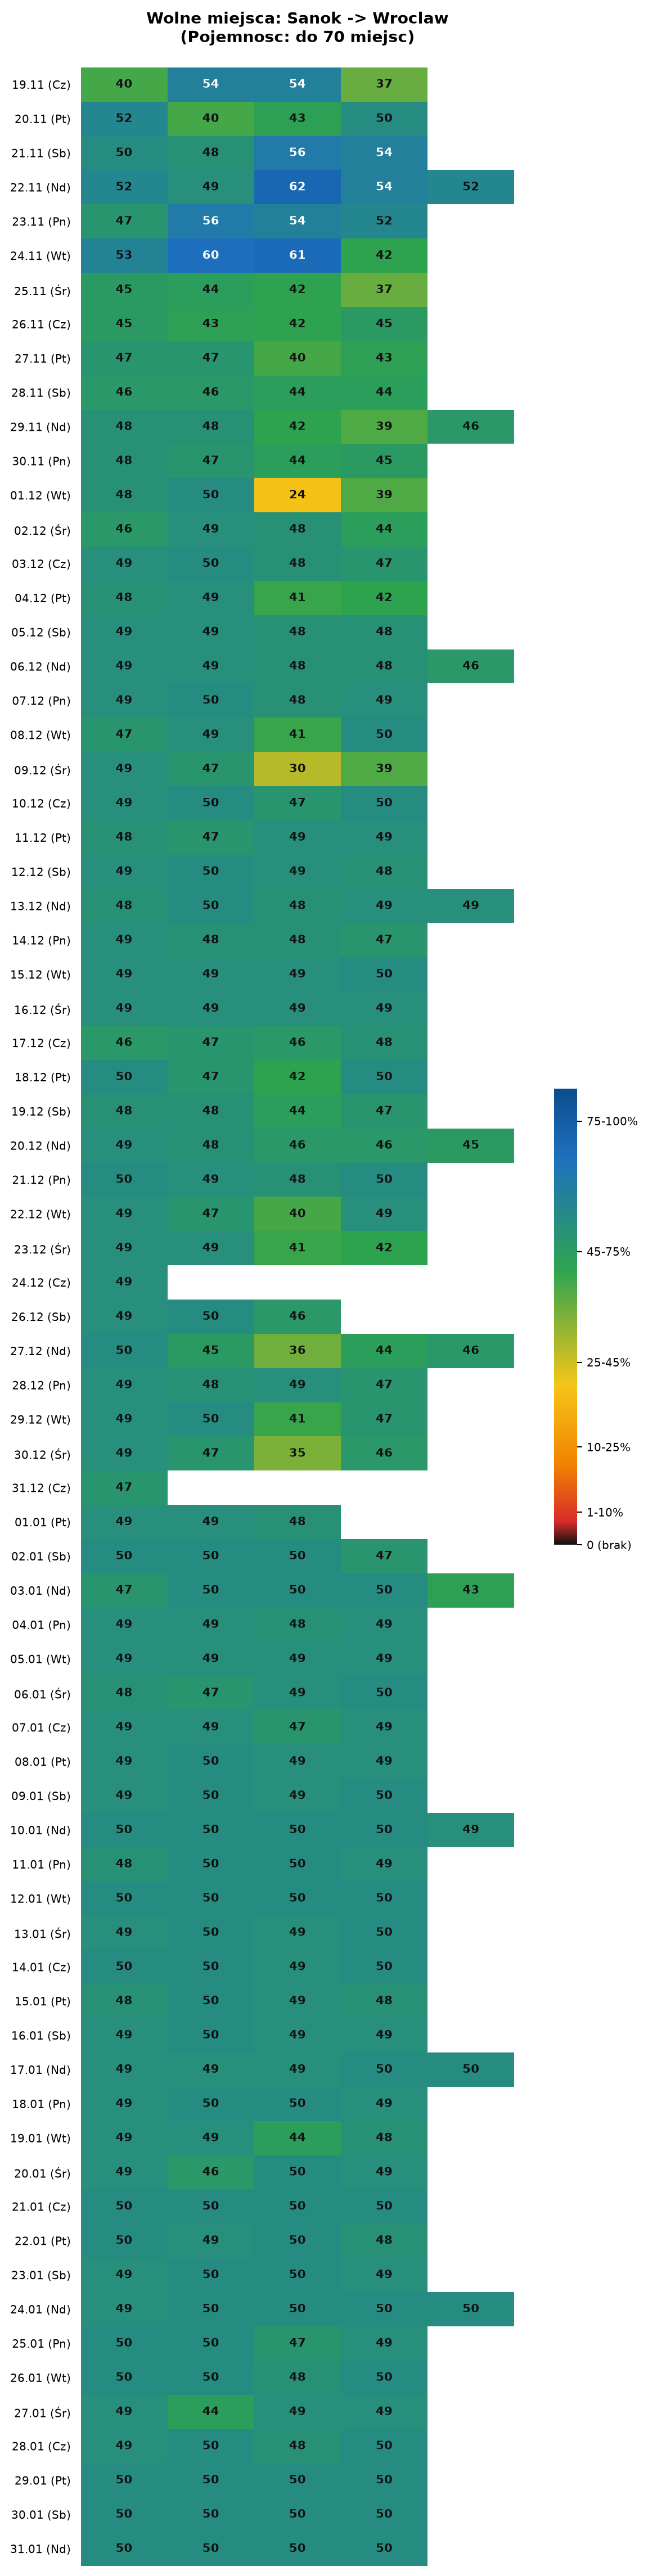 Wolne miejsca: Sanok -> Wroclaw
(Pojemnosc: do 70 miejsc)
19.11 (Cz) 40 54 54 37
20.11 (Pt) 52 40 43 50
21.11 (Sb) 50 48 56 54
22.11 (Nd) 52 49 62 54 52
23.11 (Pn) 47 56 54 52
24.11 (Wt) 53 60 61 42
25.11 (Śr) 45 44 42 37
26.11 (Cz) 45 43 42 45
27.11 (Pt) 47 47 40 43
28.11 (Sb) 46 46 44 44
29.11 (Nd) 48 48 42 39 46
30.11 (Pn) 48 47 44 45
01.12 (Wt) 48 50 24 39
02.12 (Śr) 46 49 48 44
03.12 (Cz) 49 50 48 47
04.12 (Pt) 48 49 41 42
05.12 (Sb) 49 49 48 48
06.12 (Nd) 49 49 48 48 46
07.12 (Pn) 49 50 48 49
08.12 (Wt) 47 49 41 50
09.12 (Śr) 49 47 30 39
10.12 (Cz) 49 50 47 50
11.12 (Pt) 48 47 49 49
12.12 (Sb) 49 50 49 48
13.12 (Nd) 48 50 48 49 49
14.12 (Pn) 49 48 48 47
15.12 (Wt) 49 49 49 50
16.12 (Śr) 49 49 49 49
17.12 (Cz) 46 47 46 48
18.12 (Pt) 50 47 42 50
19.12 (Sb) 48 48 44 47
20.12 (Nd) 49 48 46 46 45
21.12 (Pn) 50 49 48 50
22.12 (Wt) 49 47 40 49
23.12 (Śr) 49 49 41 42
24.12 (Cz) 49
26.12 (Sb) 49 50 46
27.12 (Nd) 50 45 36 44 46
28.12 (Pn) 49 48 49 47
29.12 (Wt) 49 50 41 47
30.12 (Śr) 49 47 35 46
31.12 (Cz) 47
01.01 (Pt) 49 49 48
02.01 (Sb) 50 50 50 47
03.01 (Nd) 47 50 50 50 43
04.01 (Pn) 49 49 48 49
05.01 (Wt) 49 49 49 49
06.01 (Śr) 48 47 49 50
07.01 (Cz) 49 49 47 49
08.01 (Pt) 49 50 49 49
09.01 (Sb) 49 50 49 50
10.01 (Nd) 50 50 50 50 49
11.01 (Pn) 48 50 50 49
12.01 (Wt) 50 50 50 50
13.01 (Śr) 49 50 49 50
14.01 (Cz) 50 50 49 50
15.01 (Pt) 48 50 49 48
16.01 (Sb) 49 50 49 49
17.01 (Nd) 49 49 49 50 50
18.01 (Pn) 49 50 50 49
19.01 (Wt) 49 49 44 48
20.01 (Śr) 49 46 50 49
21.01 (Cz) 50 50 50 50
22.01 (Pt) 50 49 50 48
23.01 (Sb) 49 50 50 49
24.01 (Nd) 49 50 50 50 50
25.01 (Pn) 50 50 47 49
26.01 (Wt) 50 50 48 50
27.01 (Śr) 49 44 49 49
28.01 (Cz) 49 50 48 50
29.01 (Pt) 50 50 50 50
30.01 (Sb) 50 50 50 50
31.01 (Nd) 50 50 50 50
75-100%
45-75%
25-45%
10-25%
1-10%
0 (brak)